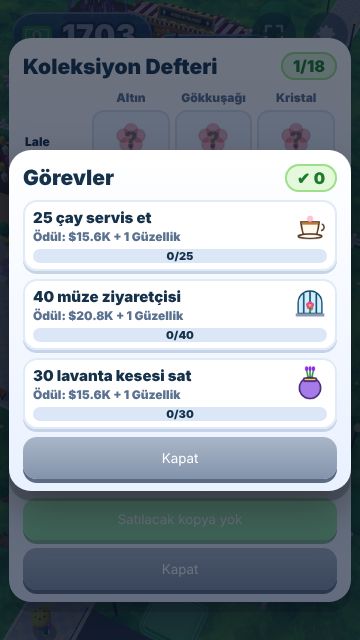 1703
Koleksiyon Defteri
1/18
Altın
Gökkuşağı
Kristal
Lale
?
?
?
Görevler
✔ 0
25 çay servis et
Ödül: $15.6K + 1 Güzellik
0/25
40 müze ziyaretçisi
Ödül: $20.8K + 1 Güzellik
0/40
30 lavanta kesesi sat
Ödül: $15.6K + 1 Güzellik
0/30
Kapat
Satılacak kopya yok
Kapat